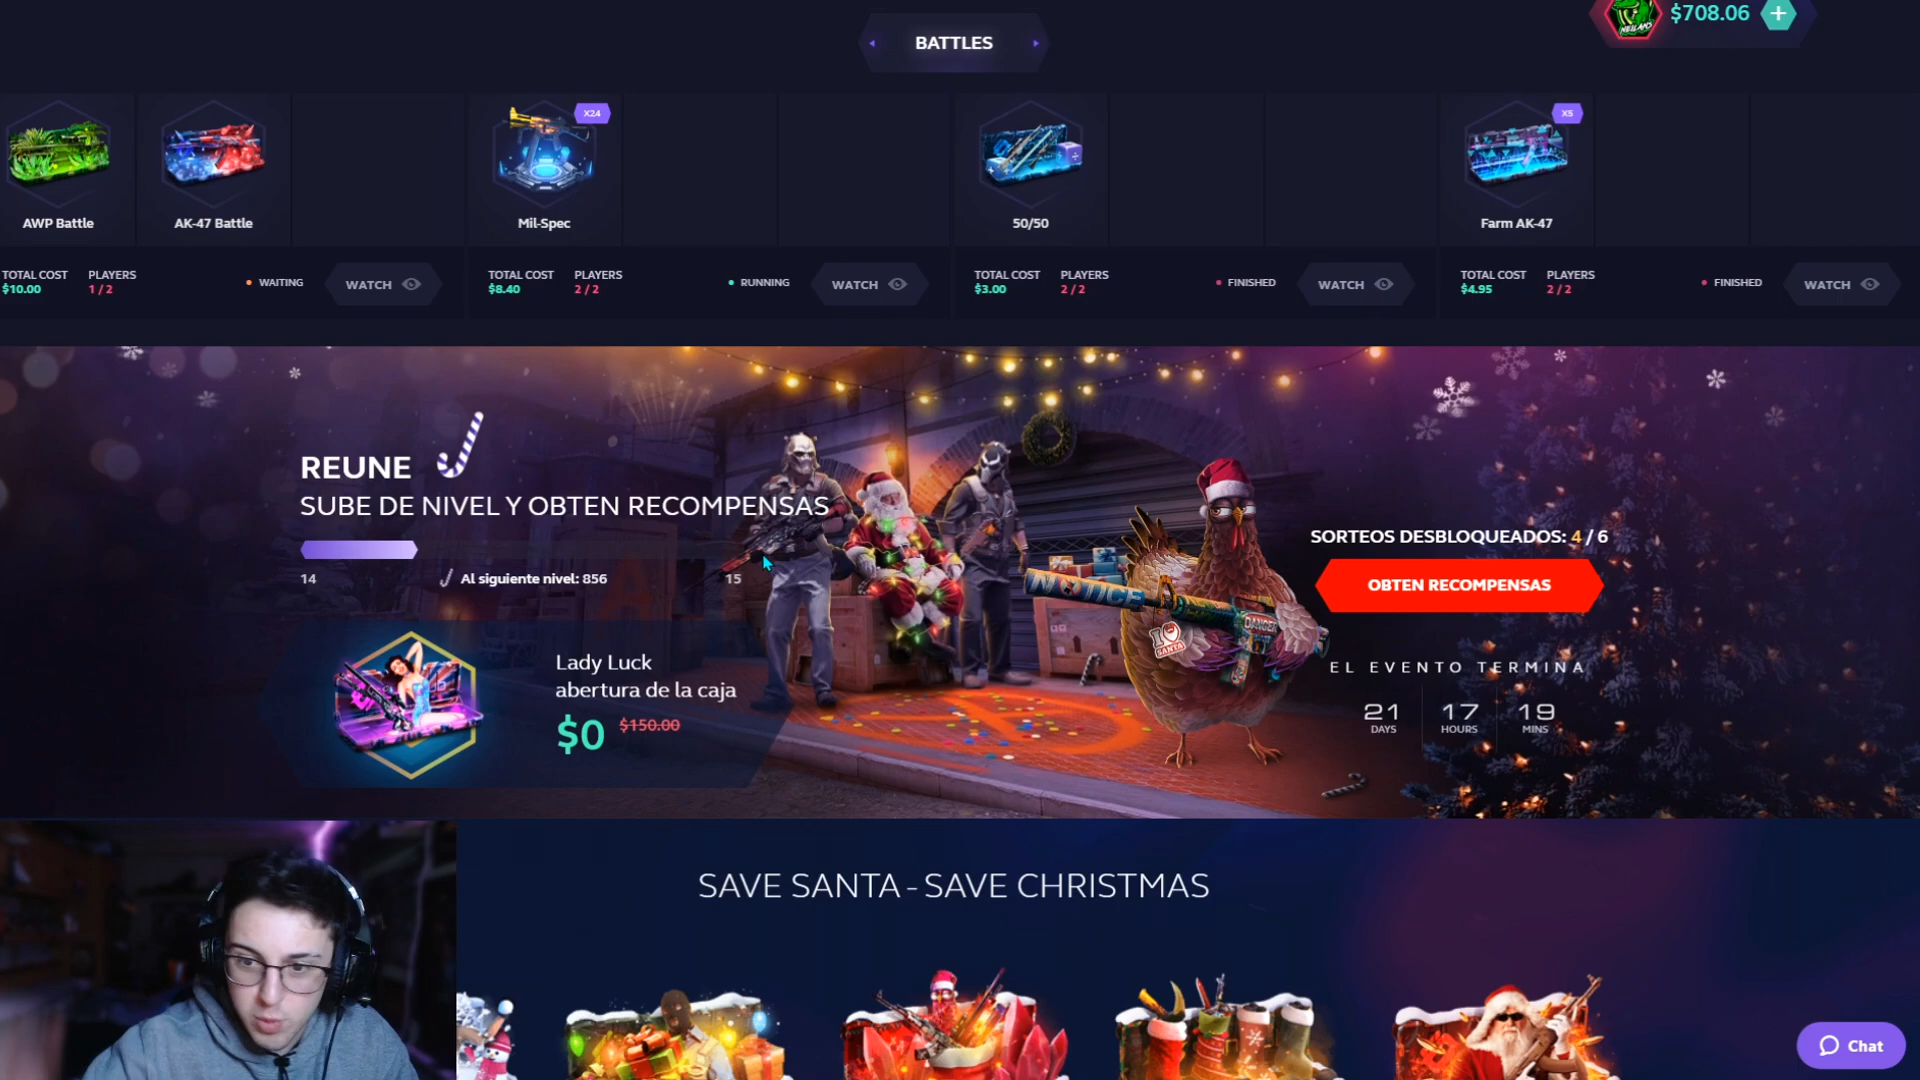 BATTLES
$708.06
X24
X5
AWP Battle
AK-47 Battle
Mil-Spec
50/50
Farm AK-47
TOTAL COST PLAYERS
$10.00 1 / 2
WAITING
WATCH
TOTAL COST PLAYERS
$8.40 2 / 2
RUNNING
WATCH
TOTAL COST PLAYERS
$3.00 2 / 2
FINISHED
WATCH
TOTAL COST PLAYERS
$4.95 2 / 2
FINISHED
WATCH
REUNE
SUBE DE NIVEL Y OBTEN RECOMPENSAS
14 Al siguiente nivel: 856 15
Lady Luck
abertura de la caja
$0 $150.00
NOTICE
DANGER
I
SANTA
SORTEOS DESBLOQUEADOS: 4 / 6
OBTEN RECOMPENSAS
EL EVENTO TERMINA
21 17 19
DAYS HOURS MINS
SAVE SANTA - SAVE CHRISTMAS
Chat